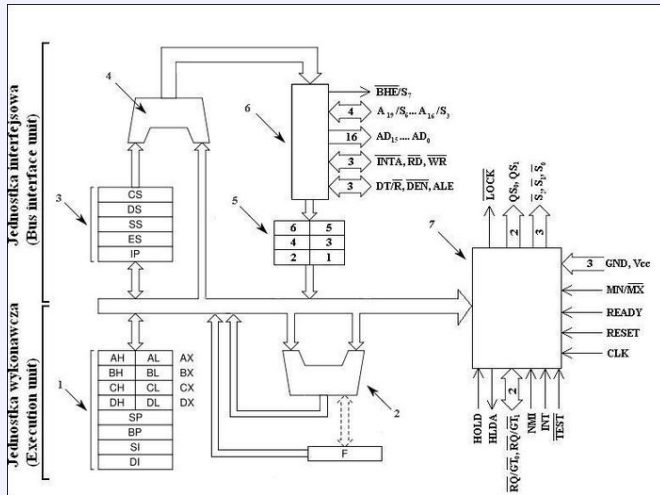 Jednostka interfejsowa
(Bus interface unit)
4
6
BHE/S7
4 A19/S6...A16/S3
16 AD15....AD0
3 INTA, RD, WR
3 DT/R, DEN, ALE
3
CS
DS
SS
ES
IP
5
6 5
4 3
2 1
LOCK
QS0, QS1
2
S2, S1, S0
3
7
3 GND, Vcc
MN/MX
READY
RESET
CLK
HOLD
HLDA
2
RQ/GT0, RQ/GT1
NMI
INT
TEST
Jednostka wykonawcza
(Execution unit)
1
AH AL AX
BH BL BX
CH CL CX
DH DL DX
SP
BP
SI
DI
2
F